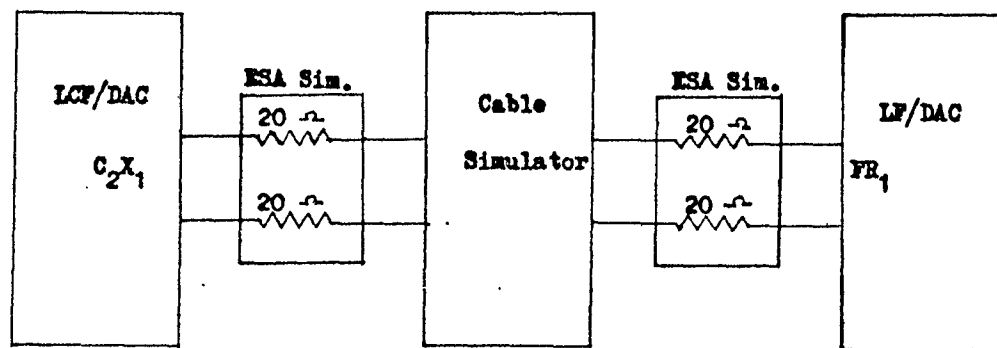 LCF/DAC
C₂X₁
ESA Sim.
20 Ω
20 Ω
Cable
Simulator
ESA Sim.
20 Ω
20 Ω
LF/DAC
FR₁